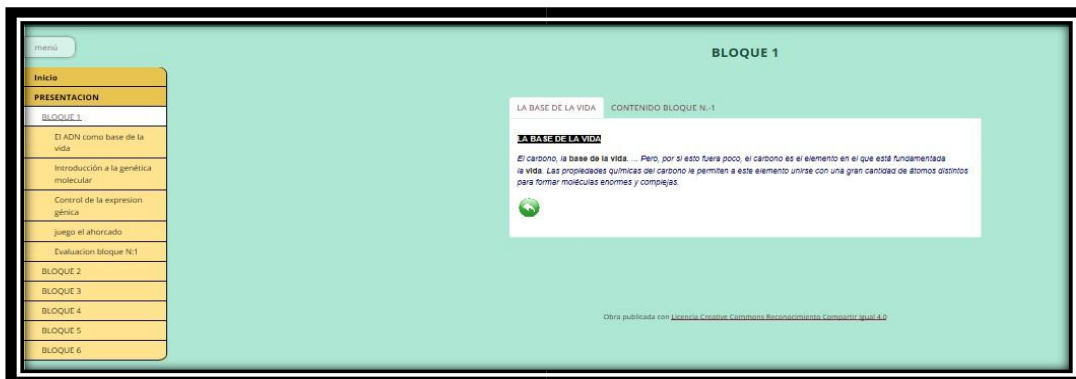 menú
Inicio
PRESENTACION
BLOQUE 1
El ADN como base de la
vida
Introducción a la genética
molecular
Control de la expresion
génica
juego el ahorcado
Evaluacion bloque N:1
BLOQUE 2
BLOQUE 3
BLOQUE 4
BLOQUE 5
BLOQUE 6
BLOQUE 1
LA BASE DE LA VIDA CONTENIDO BLOQUE N.-1
LA BASE DE LA VIDA
El carbono, la base de la vida. ... Pero, por si esto fuera poco, el carbono es el elemento en el que está fundamentada
la vida. Las propiedades químicas del carbono le permiten a este elemento unirse con una gran cantidad de átomos distintos
para formar moléculas enormes y complejas.
Obra publicada con Licencia Creative Commons Reconocimiento Compartir igual 4.0